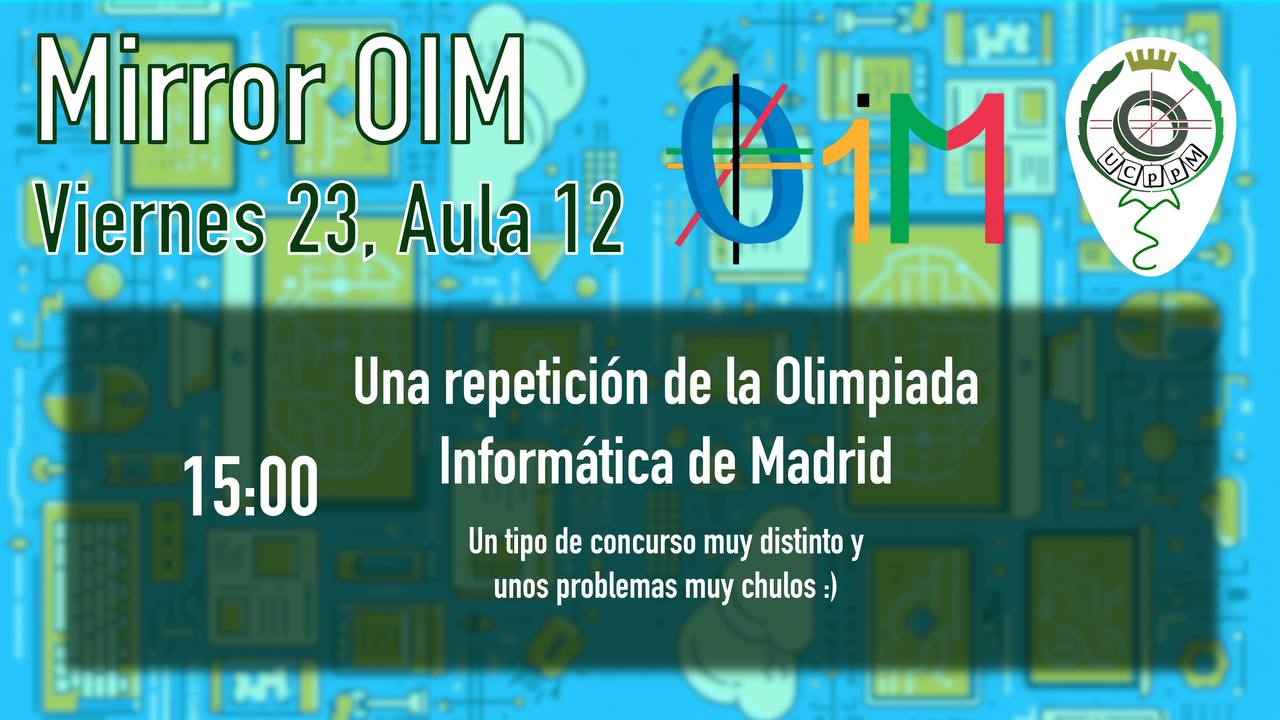 Mirror OIM
Viernes 23, Aula 12
OiM
UCPPM
15:00
Una repetición de la Olimpiada
Informática de Madrid
Un tipo de concurso muy distinto y
unos problemas muy chulos :)